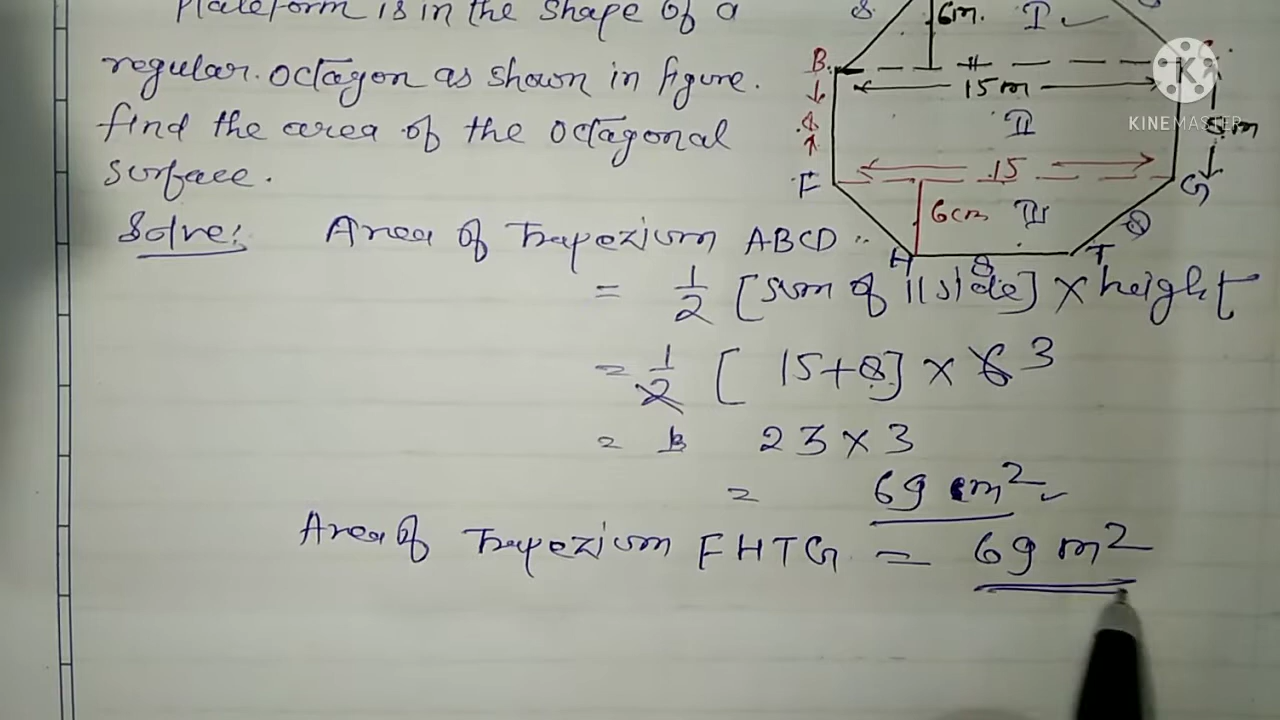 Plateform is in the shape of a
regular octagon as shown in figure.
find the area of the octagonal
surface.
8
6m.
I
B
15m
8
II
m
F
15
G
6cm
III
8
H
8
T
KINEMASTER
Solve:
Area of Trapezium ABCD
= 1/2 [sum of || side] × height
= 1/2 [15+8] × 6 3
= 23 × 3
= 69 m²
Area of Trapezium FHTG = 69 m²